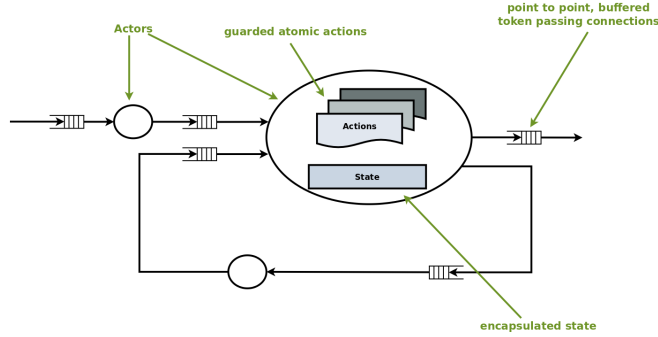 point to point, buffered
token passing connections
Actors
guarded atomic actions
Actions
State
encapsulated state